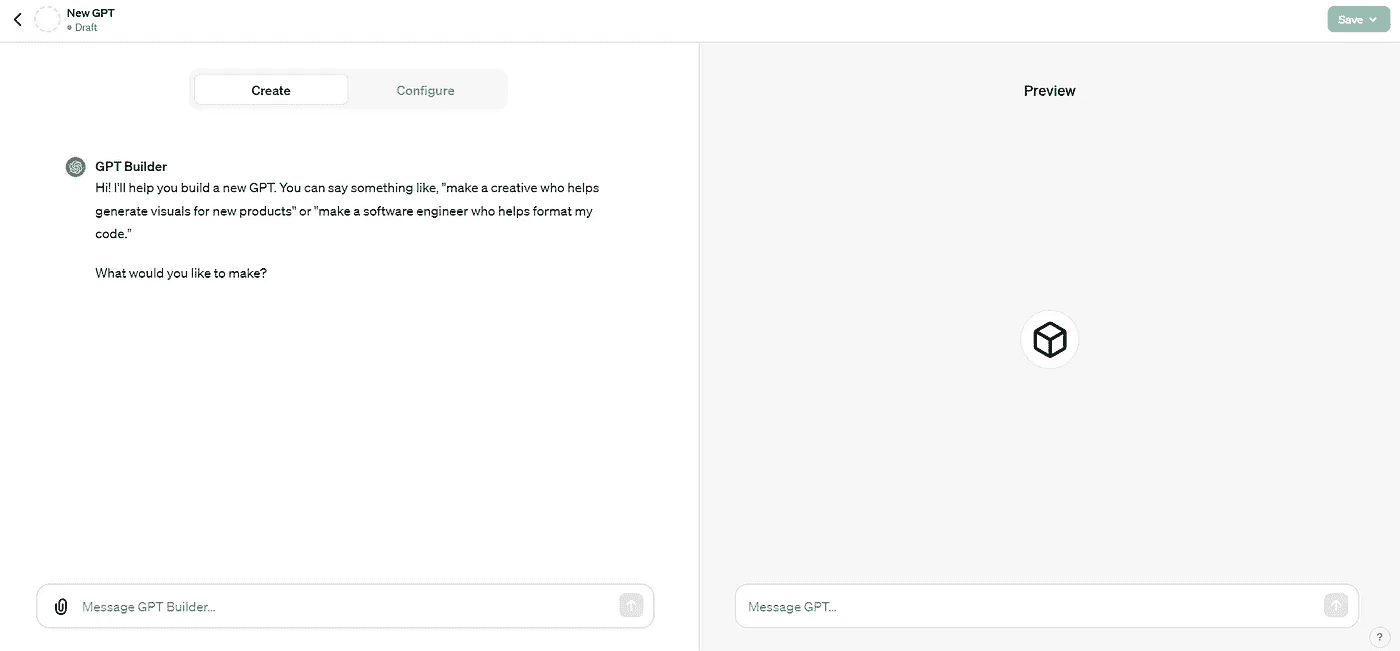 New GPT
Draft
Save
Create
Configure
Preview
GPT Builder
Hi! I'll help you build a new GPT. You can say something like, "make a creative who helps
generate visuals for new products" or "make a software engineer who helps format my
code."
What would you like to make?
Message GPT Builder...
Message GPT...
?